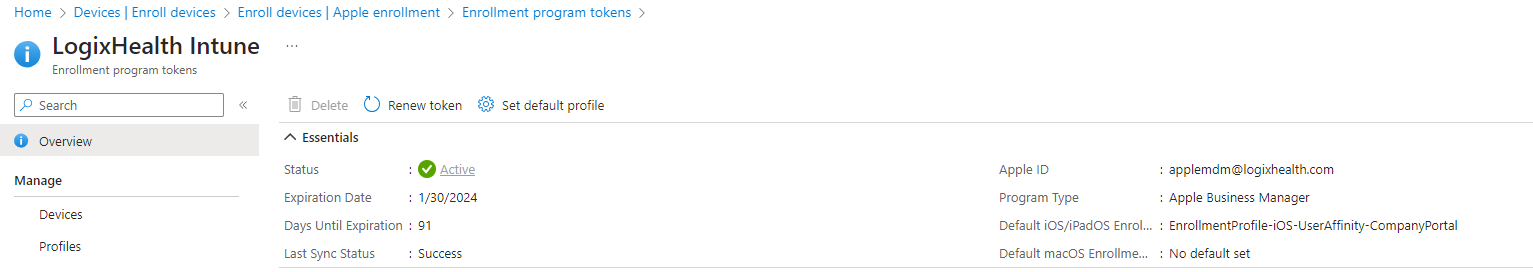 Home > Devices | Enroll devices > Enroll devices | Apple enrollment > Enrollment program tokens >
LogixHealth Intune ...
Enrollment program tokens
Search «
Delete Renew token Set default profile
Overview
Essentials
Status : Active Apple ID : applemdm@logixhealth.com
Manage
Expiration Date : 1/30/2024 Program Type : Apple Business Manager
Devices
Days Until Expiration : 91 Default iOS/iPadOS Enrol... : EnrollmentProfile-iOS-UserAffinity-CompanyPortal
Profiles
Last Sync Status : Success Default macOS Enrollme... : No default set